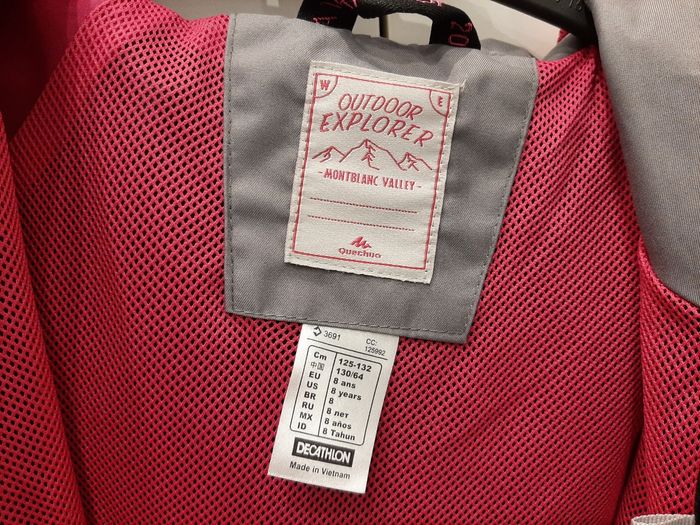 20
W E
OUTDOOR
EXPLORER
-MONTBLANC VALLEY-
Quechua
3691 CC:
125992
Cm 125-132
中国 130/64
EU 8 ans
US 8 years
BR 8
RU 8 лет
MX 8 años
ID 8 Tahun
DECATHLON
Made in Vietnam